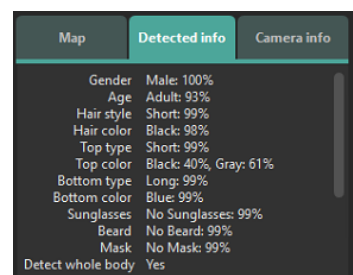 Map Detected info Camera info
Gender Male: 100%
Age Adult: 93%
Hair style Short: 99%
Hair color Black: 98%
Top type Short: 99%
Top color Black: 40%, Gray: 61%
Bottom type Long: 99%
Bottom color Blue: 99%
Sunglasses No Sunglasses: 99%
Beard No Beard: 99%
Mask No Mask: 99%
Detect whole body Yes